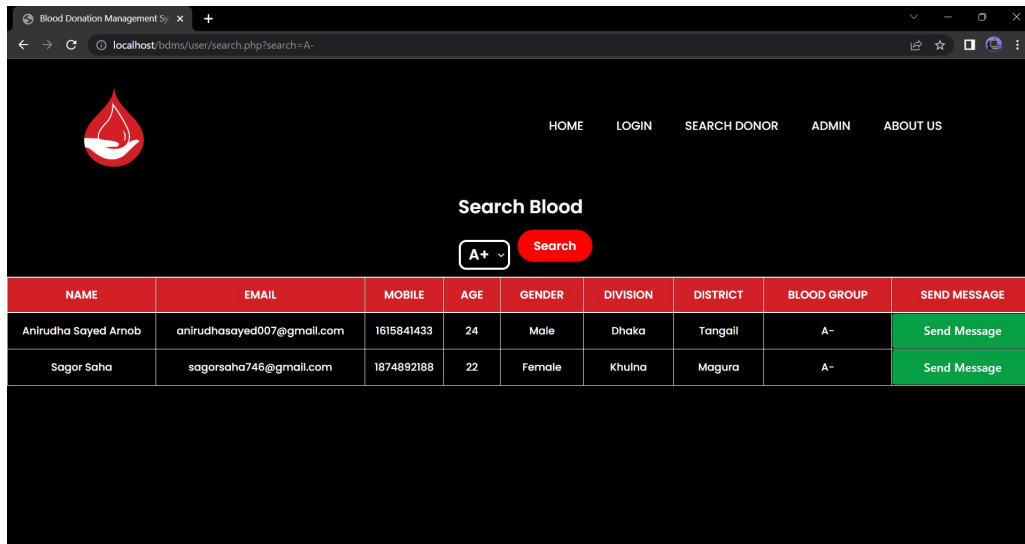 Blood Donation Management Sy
localhost/bdms/user/search.php?search=A-
HOME LOGIN SEARCH DONOR ADMIN ABOUT US
Search Blood
A+ Search
NAME EMAIL MOBILE AGE GENDER DIVISION DISTRICT BLOOD GROUP SEND MESSAGE
Anirudha Sayed Arnob anirudhasayed007@gmail.com 1615841433 24 Male Dhaka Tangail A- Send Message
Sagor Saha sagorsaha746@gmail.com 1874892188 22 Female Khulna Magura A- Send Message